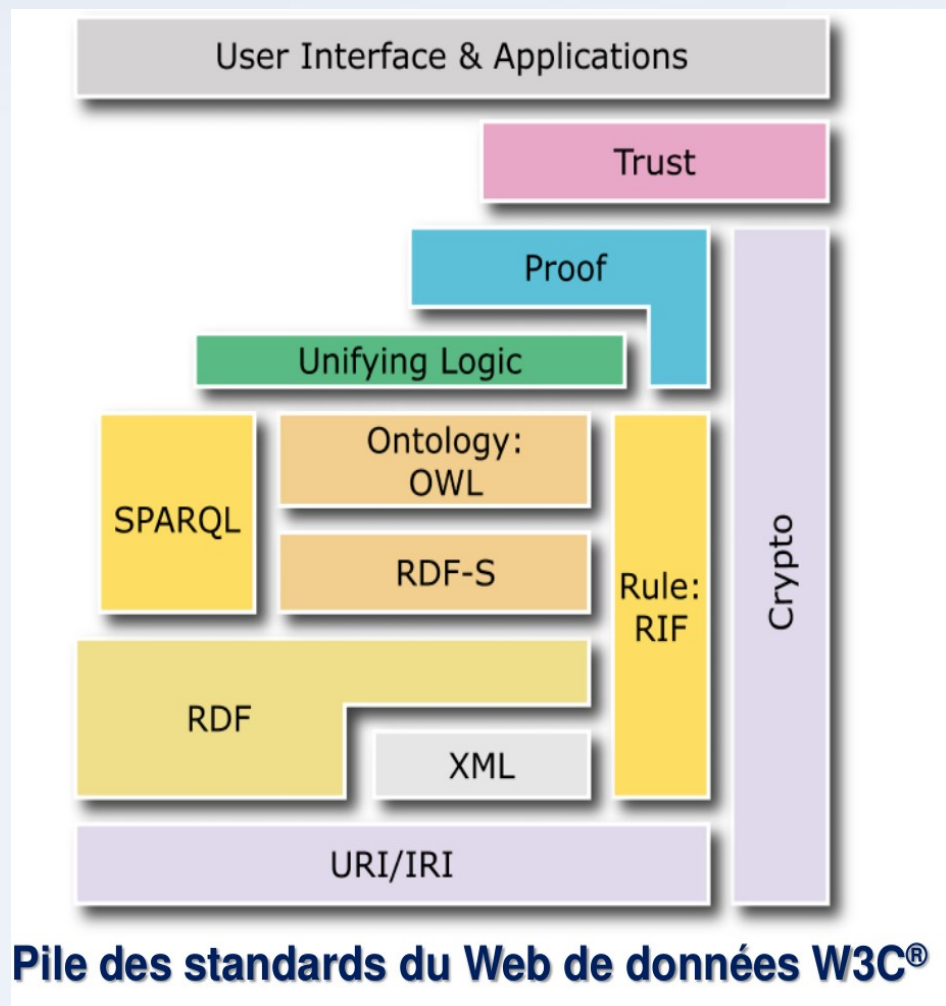 User Interface & Applications
Trust
Proof
Unifying Logic
Ontology:
OWL
SPARQL
RDF-S
Rule:
RIF
Crypto
RDF
XML
URI/IRI
Pile des standards du Web de données W3C®